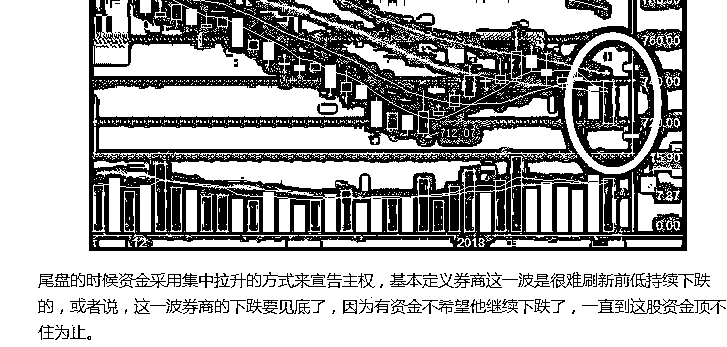 760.00
712.07
0.00
12
2018
尾盘的时候资金采用集中拉升的方式来宣告主权，基本定义券商这一波是很难刷新前低持续下跌
的，或者说，这一波券商的下跌要见底了，因为有资金不希望他继续下跌了，一直到这股资金顶不
住为止。